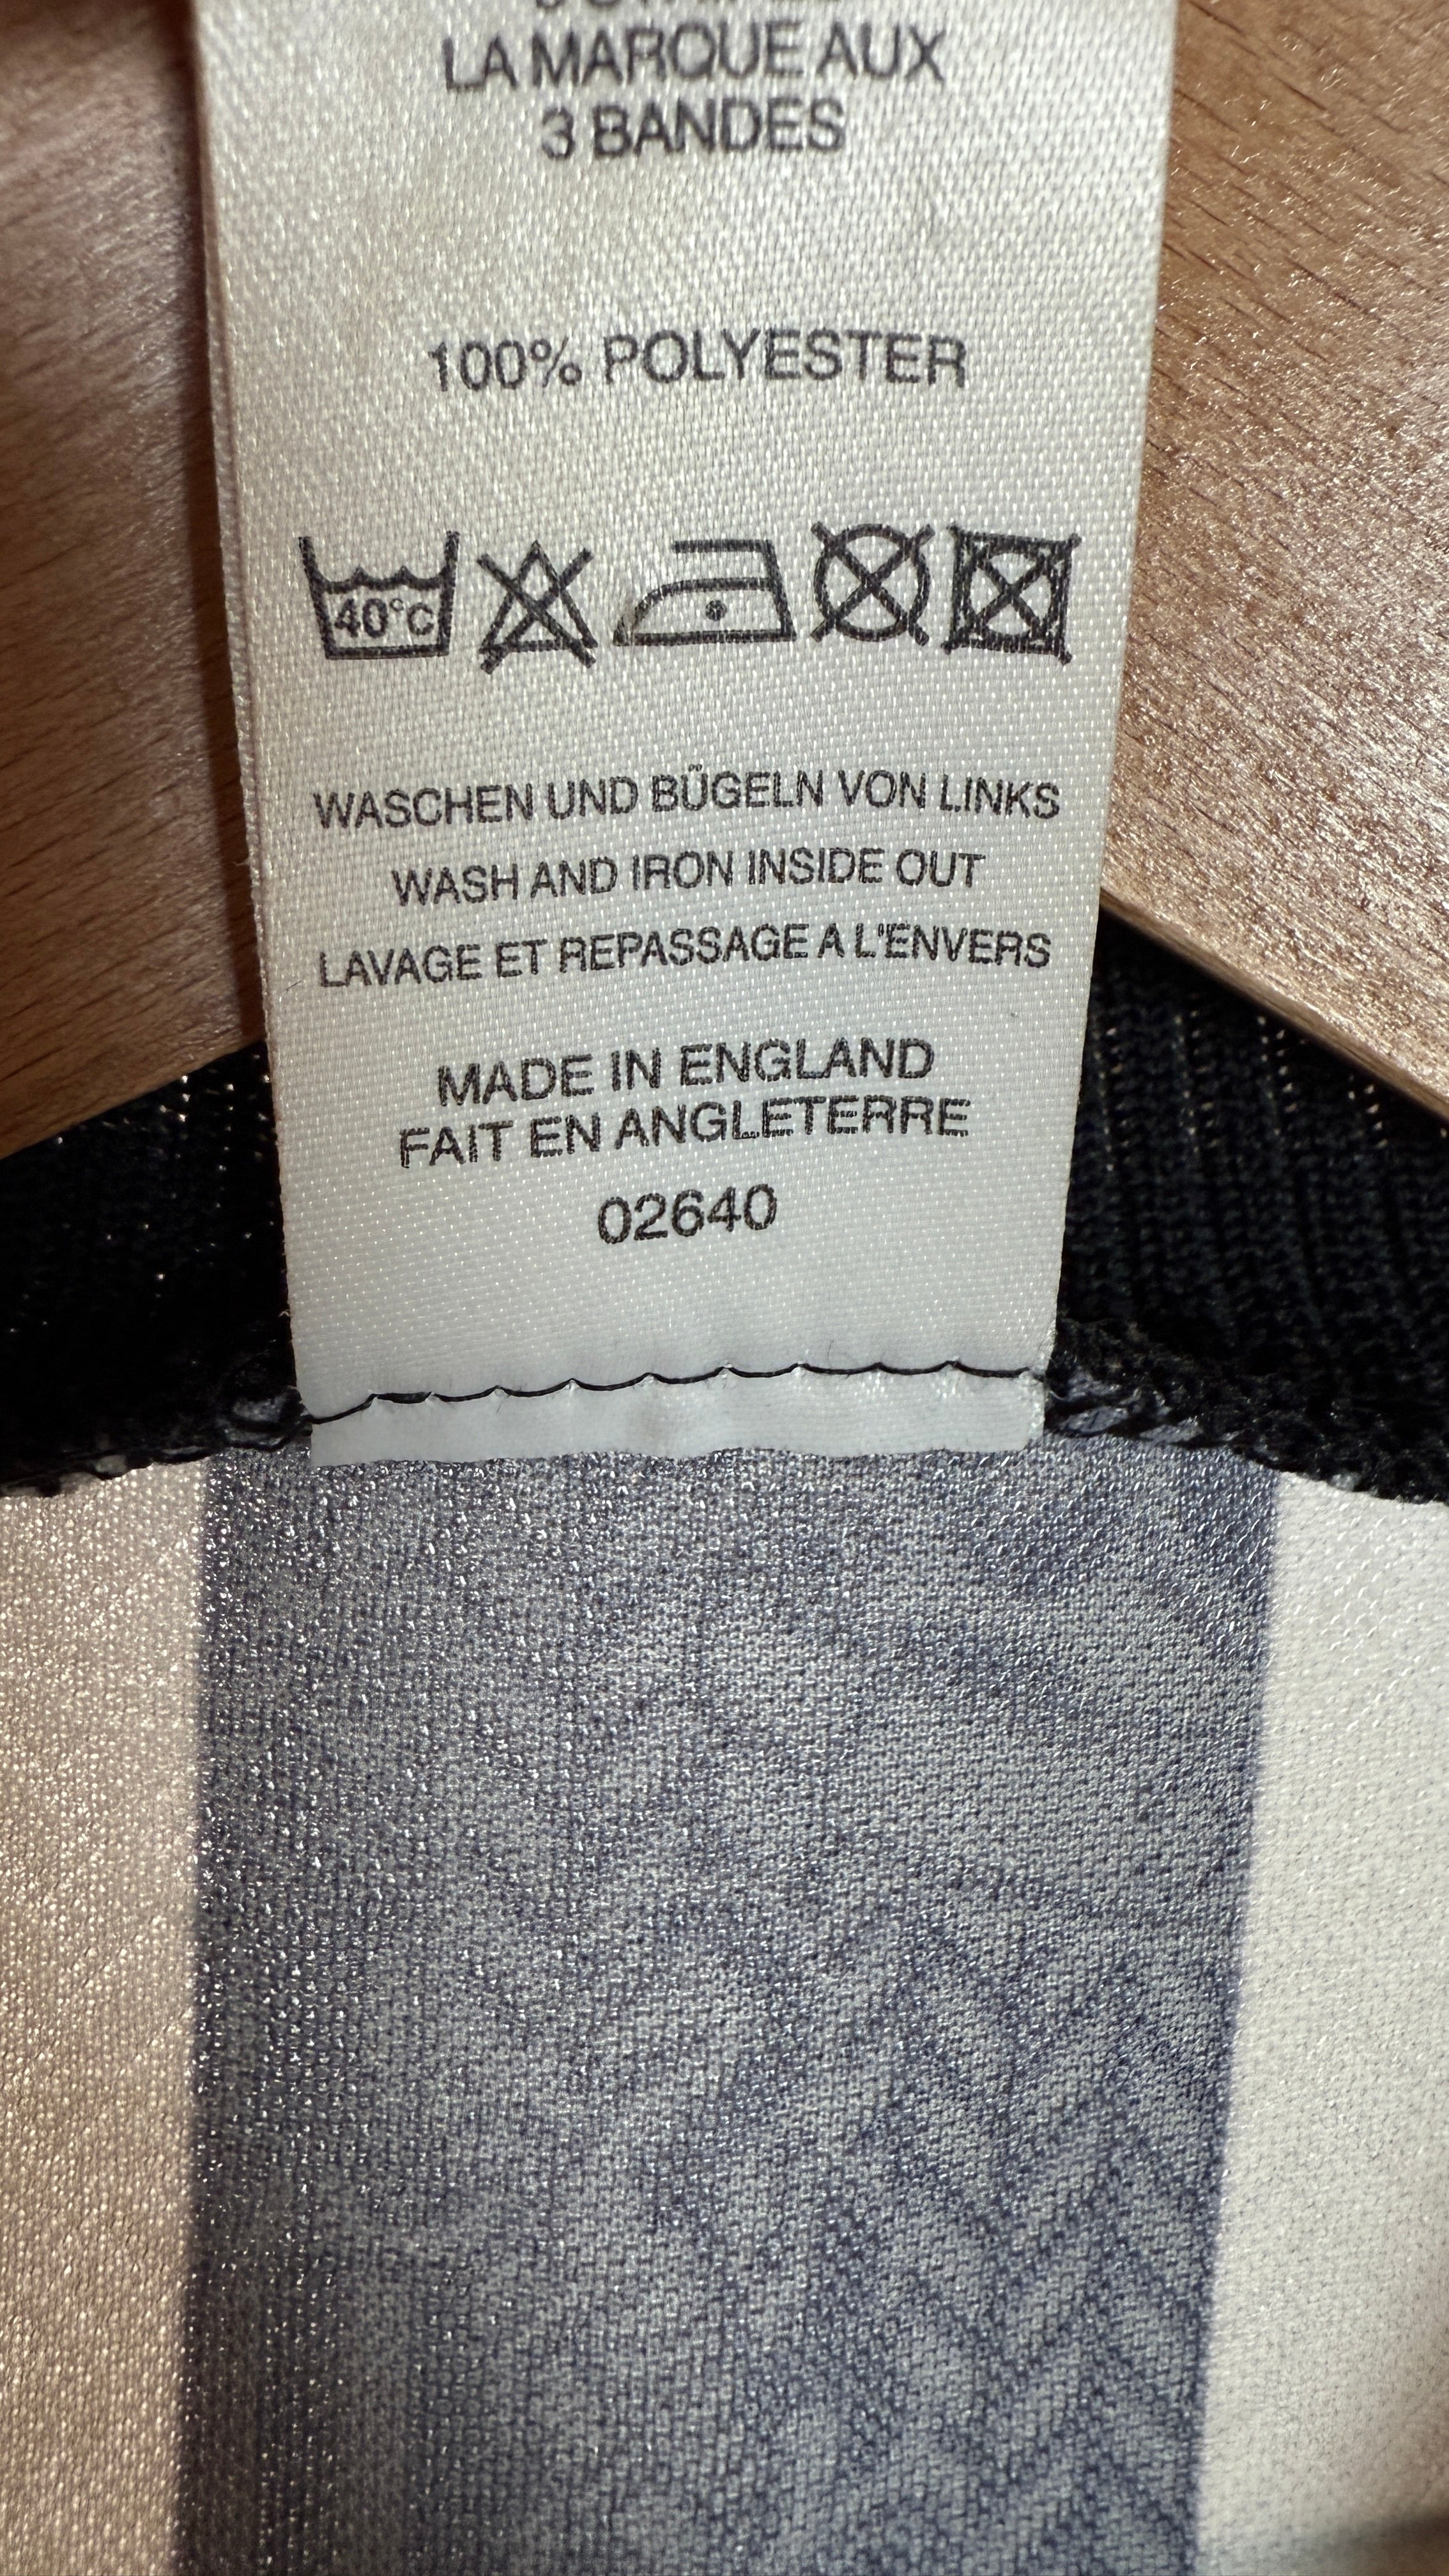 LA MARQUE AUX
3 BANDES
100% POLYESTER
40°C
WASCHEN UND BÜGELN VON LINKS
WASH AND IRON INSIDE OUT
LAVAGE ET REPASSAGE A L'ENVERS
MADE IN ENGLAND
FAIT EN ANGLETERRE
02640